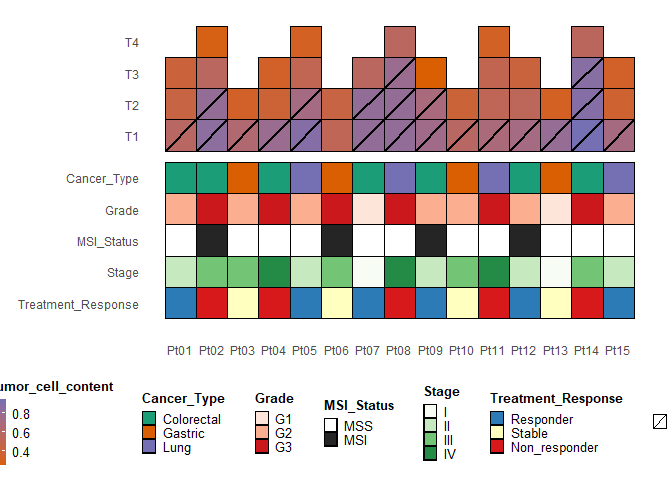 T4
T3
T2
T1
Cancer_Type
Grade
MSI_Status
Stage
Treatment_Response
Pt01 Pt02 Pt03 Pt04 Pt05 Pt06 Pt07 Pt08 Pt09 Pt10 Pt11 Pt12 Pt13 Pt14 Pt15
umor_cell_content
0.8
0.6
0.4
Cancer_Type
Colorectal
Gastric
Lung
Grade
G1
G2
G3
MSI_Status
MSS
MSI
Stage
I
II
III
IV
Treatment_Response
Responder
Stable
Non_responder